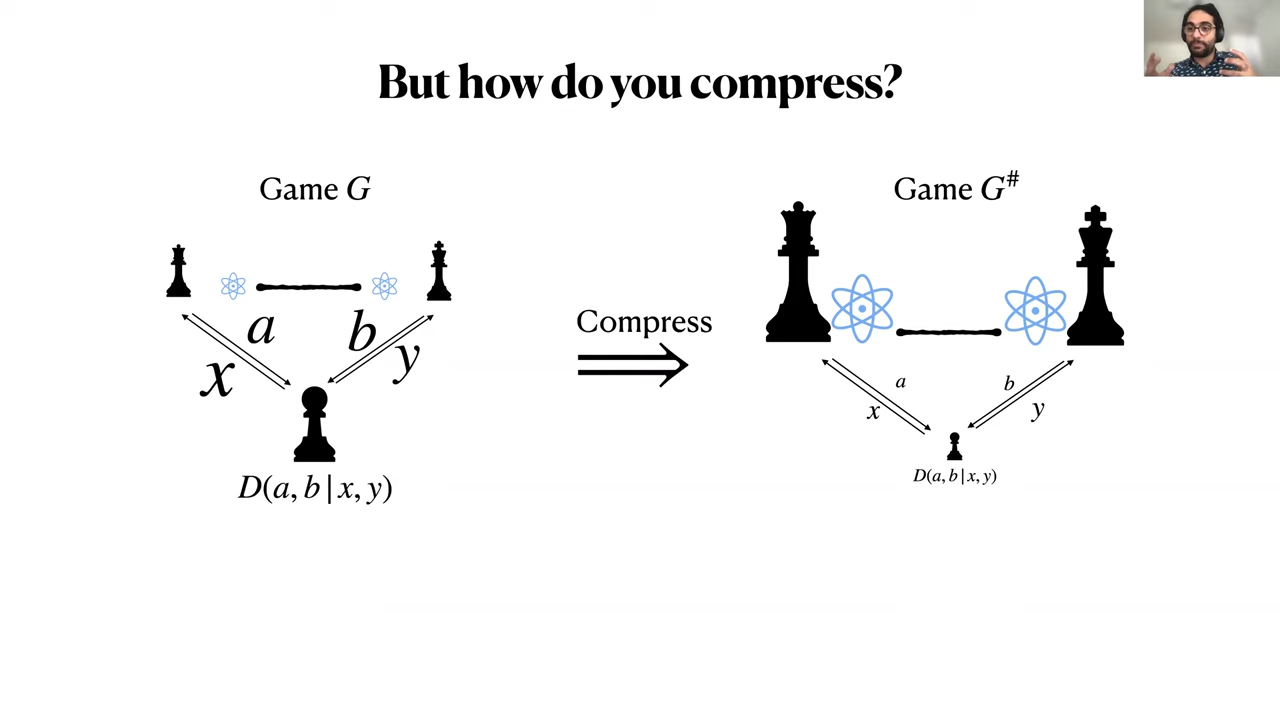 But how do you compress?
Game G
a
b
x
y
D(a, b | x, y)
Compress
Game G#
a
b
x
y
D(a, b | x, y)